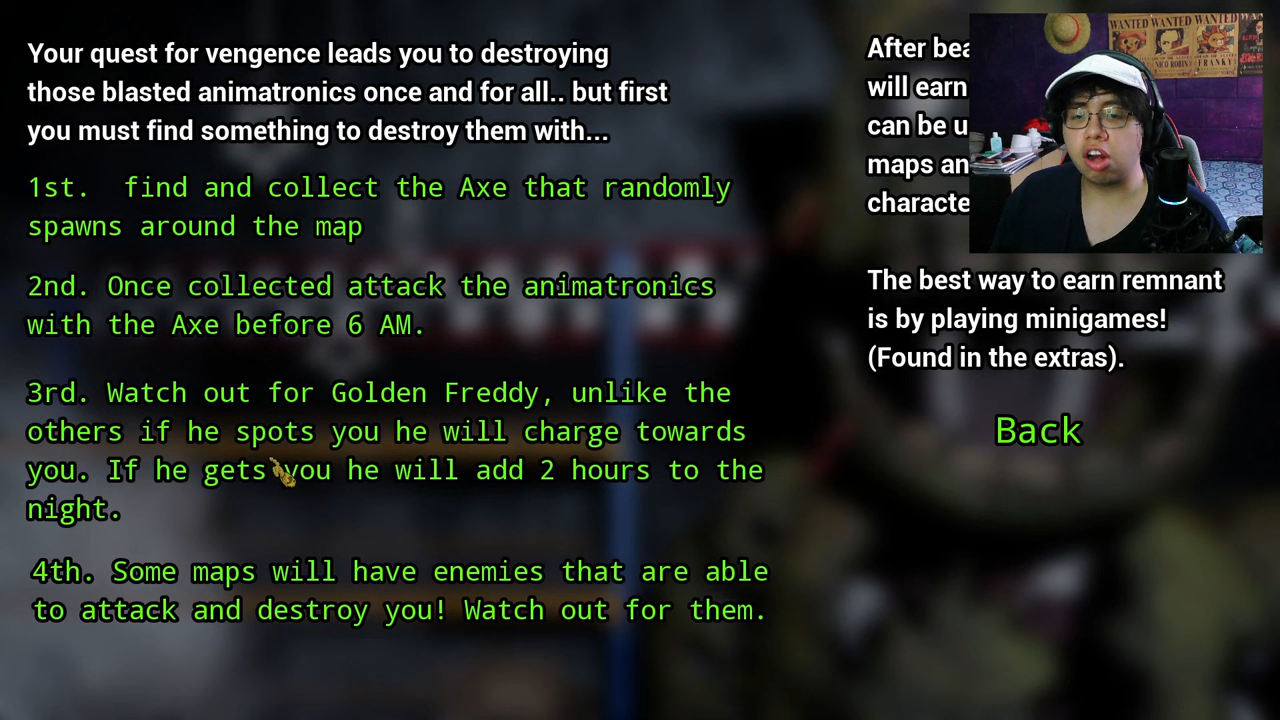 Your quest for vengence leads you to destroying
those blasted animatronics once and for all.. but first
you must find something to destroy them with...
1st.  find and collect the Axe that randomly
spawns around the map
2nd. Once collected attack the animatronics
with the Axe before 6 AM.
3rd. Watch out for Golden Freddy, unlike the
others if he spots you he will charge towards
you. If he gets you he will add 2 hours to the
night.
4th. Some maps will have enemies that are able
to attack and destroy you! Watch out for them.
After
will earn
can be
maps
The best way to earn remnant
is by playing minigames!
(Found in the extras).
Back
WANTED WANTED WANTED
NICO ROBIN
FRANKY